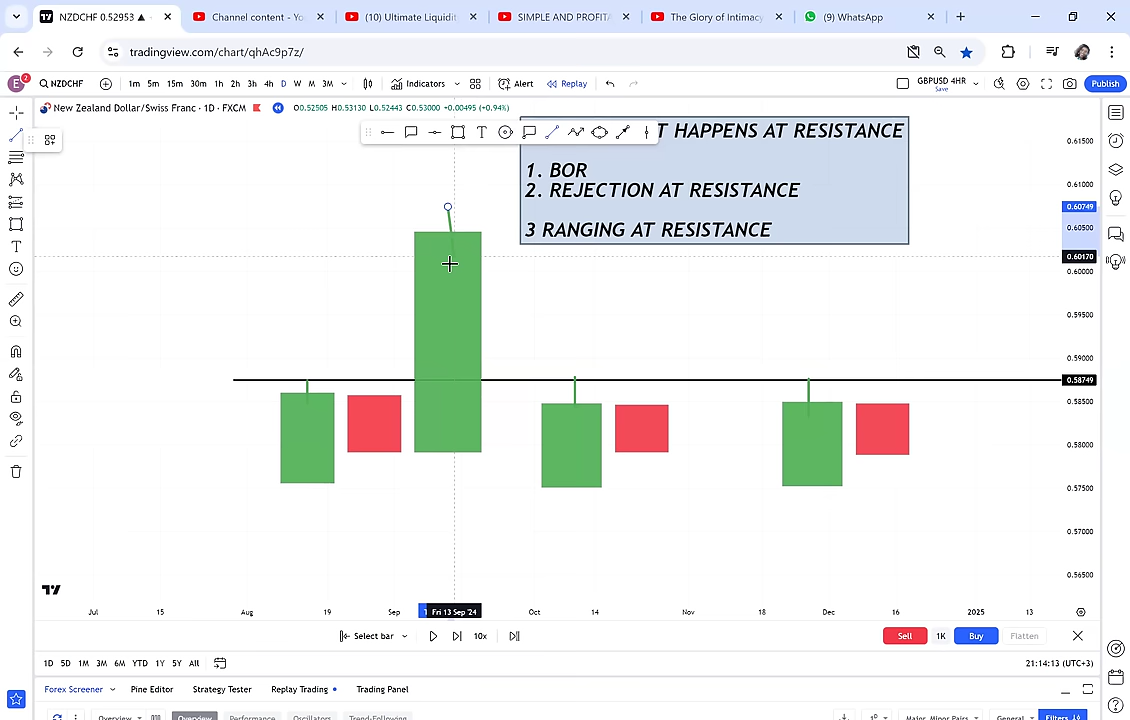 NZDCHF 0.52953 ▲
Channel content - Yo
(10) Ultimate Liquidity
SIMPLE AND PROFITA
The Glory of Intimacy
(9) WhatsApp
tradingview.com/chart/qhAc9p7z/
E 2 NZDCHF 1m 5m 15m 30m 1h 2h 3h 4h D W M 3M Indicators Alert Replay GBPUSD 4HR Save Publish
New Zealand Dollar/Swiss Franc · 1D · FXCM O0.52505 H0.53130 L0.52443 C0.53000 +0.00495 (+0.94%)
T HAPPENS AT RESISTANCE
1. BOR
2. REJECTION AT RESISTANCE
3 RANGING AT RESISTANCE
0.61500
0.61000
0.60749
0.60500
0.60170
0.60000
0.59500
0.59000
0.58749
0.58500
0.58000
0.57500
0.57000
0.56500
Jul 15 Aug 19 Sep Fri 13 Sep '24 Oct 14 Nov 18 Dec 16 2025 13
Select bar 10x Sell 1K Buy Flatten
1D 5D 1M 3M 6M YTD 1Y 5Y All 21:14:13 (UTC+3)
Forex Screener Pine Editor Strategy Tester Replay Trading Trading Panel
Overview Overview Performance Oscillators Trend-Following 1D Major, Minor Pairs General Filters